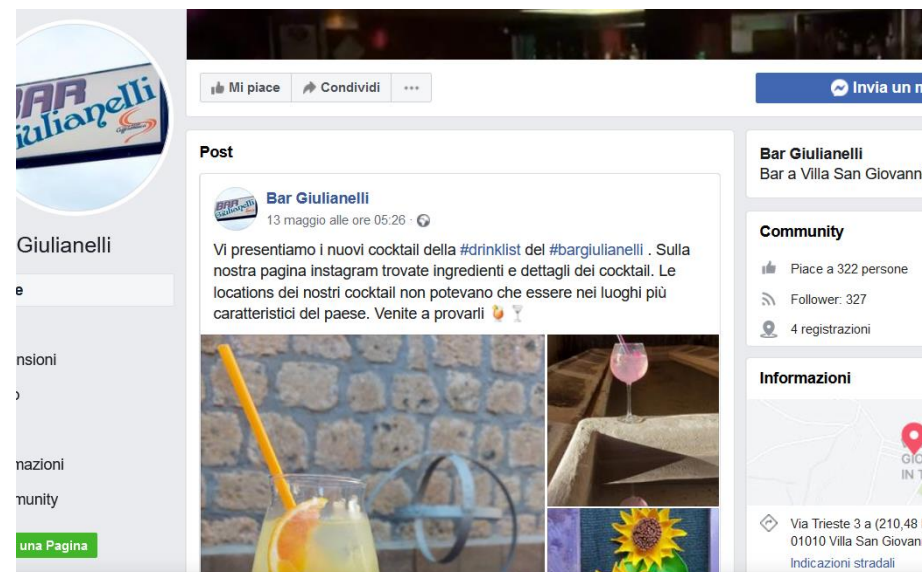 BAR
Giulianelli
Giulianelli
e
nsioni
mazioni
munity
una Pagina
Mi piace
Condividi
...
Post
Bar Giulianelli
13 maggio alle ore 05:26 ·
Vi presentiamo i nuovi cocktail della #drinklist del #bargiulianelli . Sulla
nostra pagina instagram trovate ingredienti e dettagli dei cocktail. Le
locations dei nostri cocktail non potevano che essere nei luoghi più
caratteristici del paese. Venite a provarli
Invia un m
Bar Giulianelli
Bar a Villa San Giovann
Community
Piace a 322 persone
Follower: 327
4 registrazioni
Informazioni
GIO
IN T
Via Trieste 3 a (210,48
01010 Villa San Giovann
Indicazioni stradali